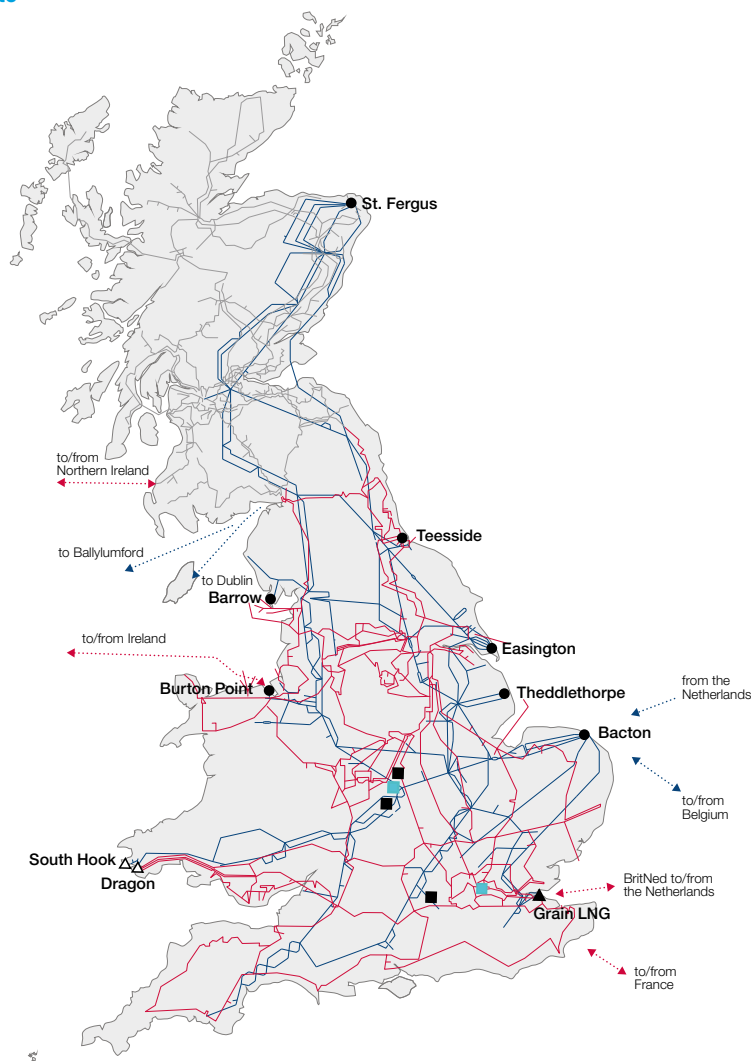 St. Fergus
to/from
Northern Ireland
Teesside
to Ballylumford
to Dublin
Barrow
to/from Ireland
Easington
Burton Point
Theddlethorpe
from the
Netherlands
Bacton
to/from
Belgium
South Hook
Dragon
BritNed to/from
the Netherlands
Grain LNG
to/from
France